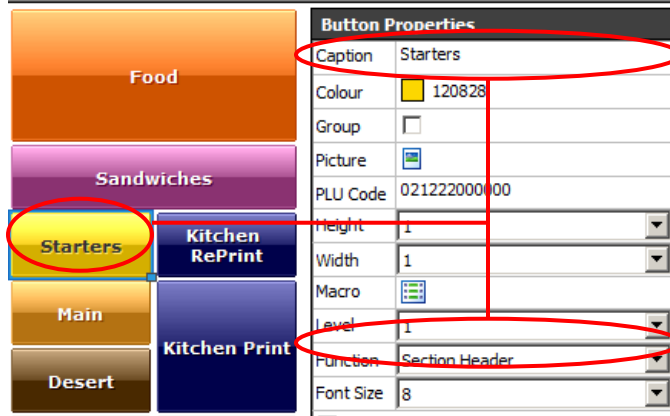 Food
Sandwiches
Starters
Kitchen
RePrint
Main
Kitchen Print
Desert
Button Properties
Caption Starters
Colour 120828
Group
Picture
PLU Code 021222000000
Height 1
Width 1
Macro
Level 1
Function Section Header
Font Size 8